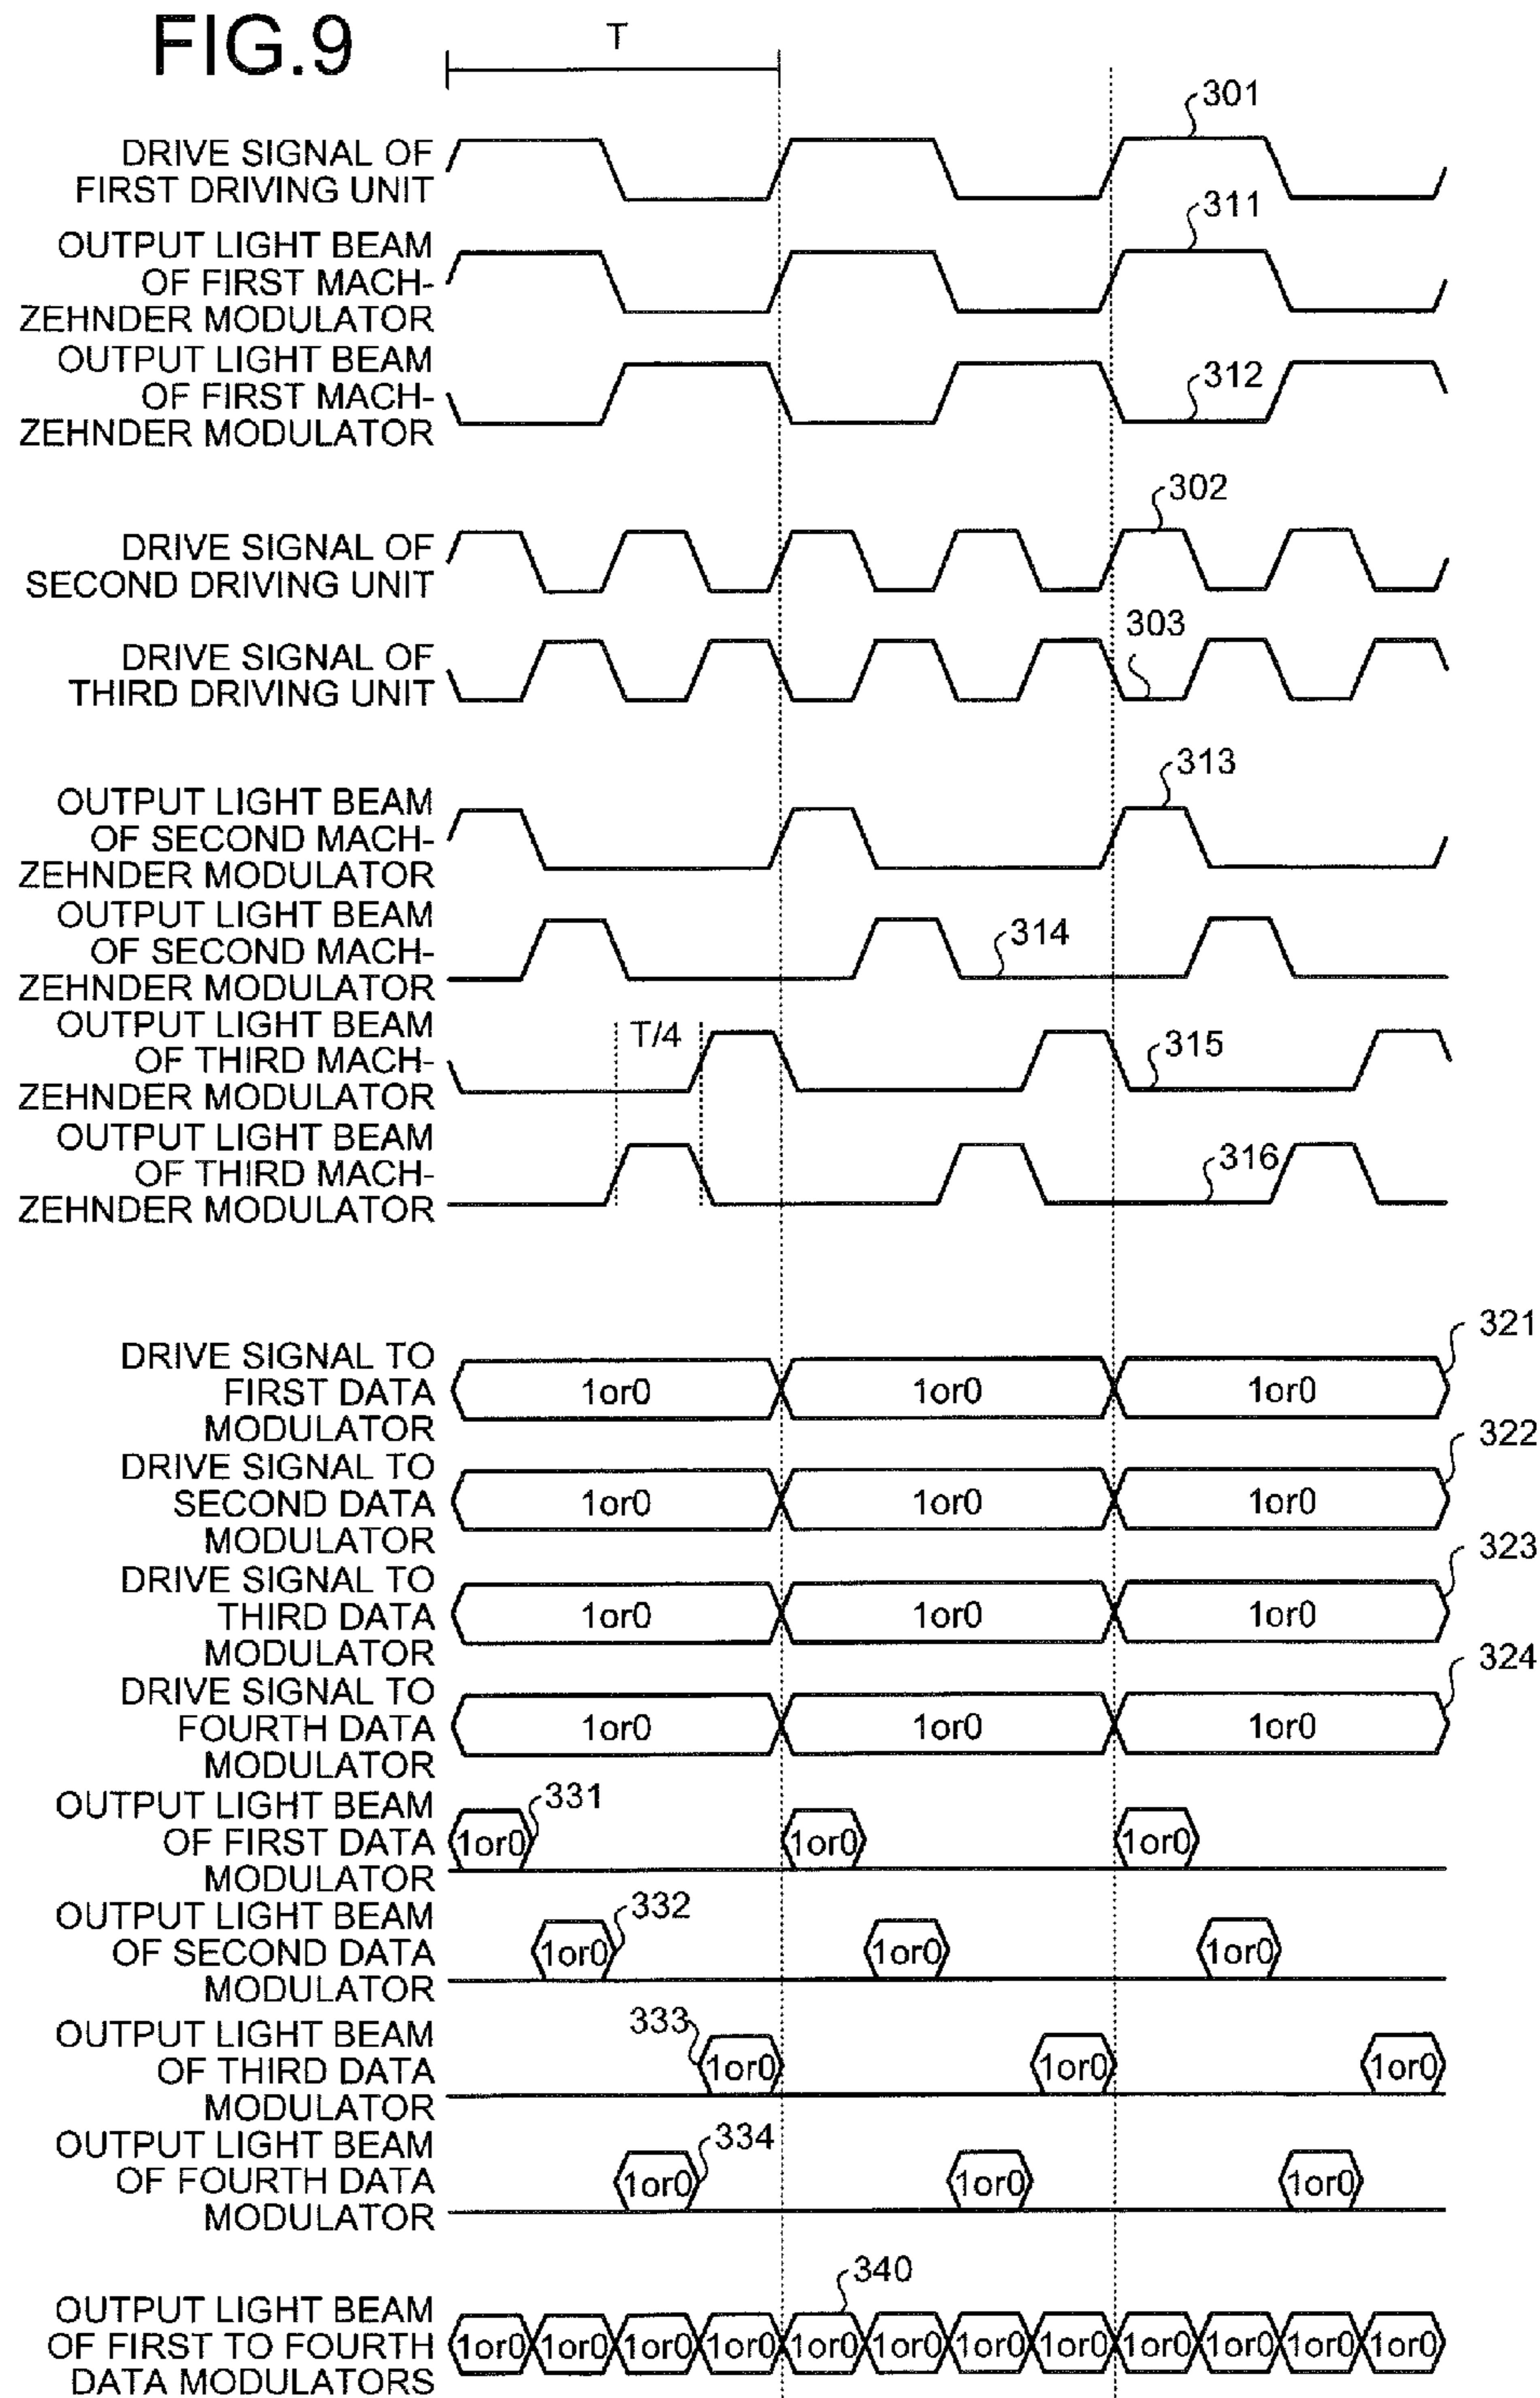 FIG.9
T
301
DRIVE SIGNAL OF
FIRST DRIVING UNIT
311
OUTPUT LIGHT BEAM
OF FIRST MACH-
ZEHNDER MODULATOR
OUTPUT LIGHT BEAM
OF FIRST MACH-
ZEHNDER MODULATOR
312
302
DRIVE SIGNAL OF
SECOND DRIVING UNIT
303
DRIVE SIGNAL OF
THIRD DRIVING UNIT
313
OUTPUT LIGHT BEAM
OF SECOND MACH-
ZEHNDER MODULATOR
OUTPUT LIGHT BEAM
OF SECOND MACH-
ZEHNDER MODULATOR
314
OUTPUT LIGHT BEAM
OF THIRD MACH-
ZEHNDER MODULATOR
T/4
315
OUTPUT LIGHT BEAM
OF THIRD MACH-
ZEHNDER MODULATOR
316
321
DRIVE SIGNAL TO
FIRST DATA
MODULATOR
1or0 1or0 1or0
322
DRIVE SIGNAL TO
SECOND DATA
MODULATOR
1or0 1or0 1or0
323
DRIVE SIGNAL TO
THIRD DATA
MODULATOR
1or0 1or0 1or0
324
DRIVE SIGNAL TO
FOURTH DATA
MODULATOR
1or0 1or0 1or0
OUTPUT LIGHT BEAM
OF FIRST DATA
MODULATOR
331
1or0 1or0 1or0
OUTPUT LIGHT BEAM
OF SECOND DATA
MODULATOR
332
1or0 1or0 1or0
OUTPUT LIGHT BEAM
OF THIRD DATA
MODULATOR
333
1or0 1or0 1or0
OUTPUT LIGHT BEAM
OF FOURTH DATA
MODULATOR
334
1or0 1or0 1or0
340
OUTPUT LIGHT BEAM
OF FIRST TO FOURTH
DATA MODULATORS
1or0 1or0 1or0 1or0 1or0 1or0 1or0 1or0 1or0 1or0 1or0 1or0